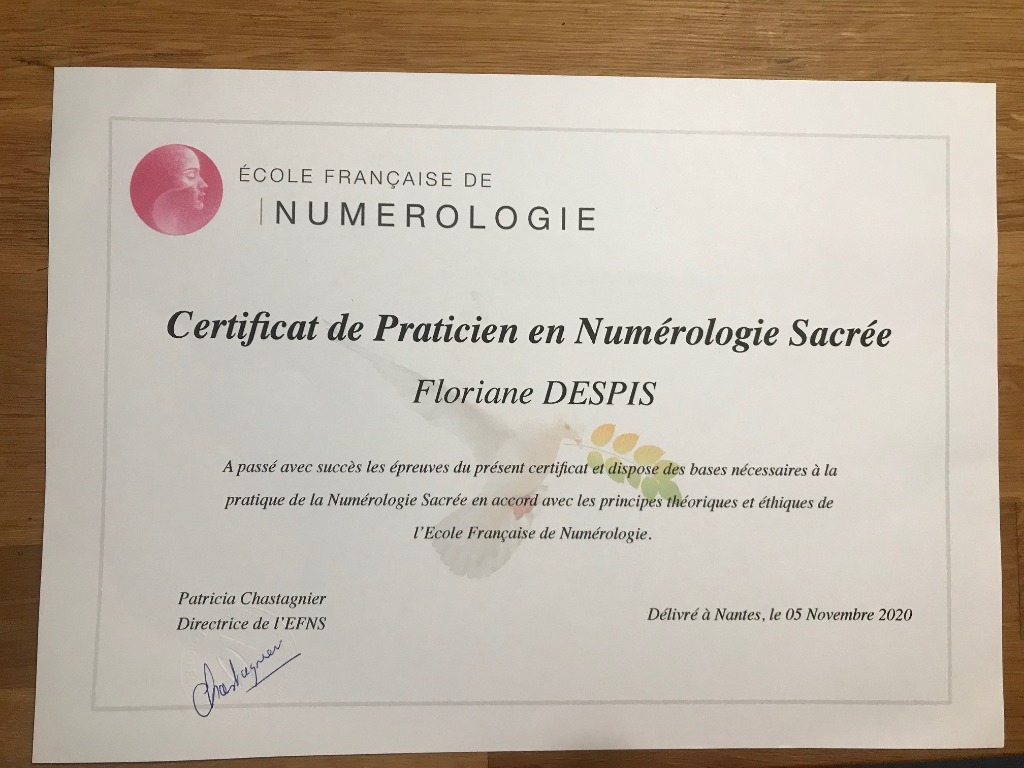 ÉCOLE FRANÇAISE DE
NUMEROLOGIE
Certificat de Praticien en Numérologie Sacrée
Floriane DESPIS
A passé avec succès les épreuves du présent certificat et dispose des bases nécessaires à la
pratique de la Numérologie Sacrée en accord avec les principes théoriques et éthiques de
l'Ecole Française de Numérologie.
Patricia Chastagnier
Directrice de l'EFNS
Délivré à Nantes, le 05 Novembre 2020
Chastagnier